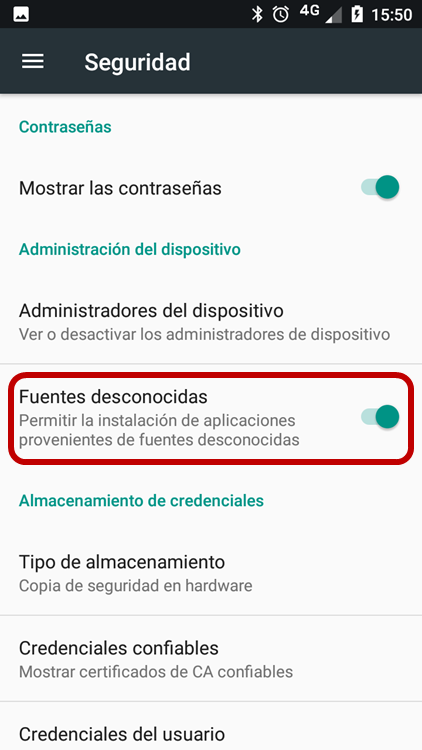 4G 15:50
Seguridad
Contraseñas
Mostrar las contraseñas
Administración del dispositivo
Administradores del dispositivo
Ver o desactivar los administradores de dispositivo
Fuentes desconocidas
Permitir la instalación de aplicaciones
provenientes de fuentes desconocidas
Almacenamiento de credenciales
Tipo de almacenamiento
Copia de seguridad en hardware
Credenciales confiables
Mostrar certificados de CA confiables
Credenciales del usuario